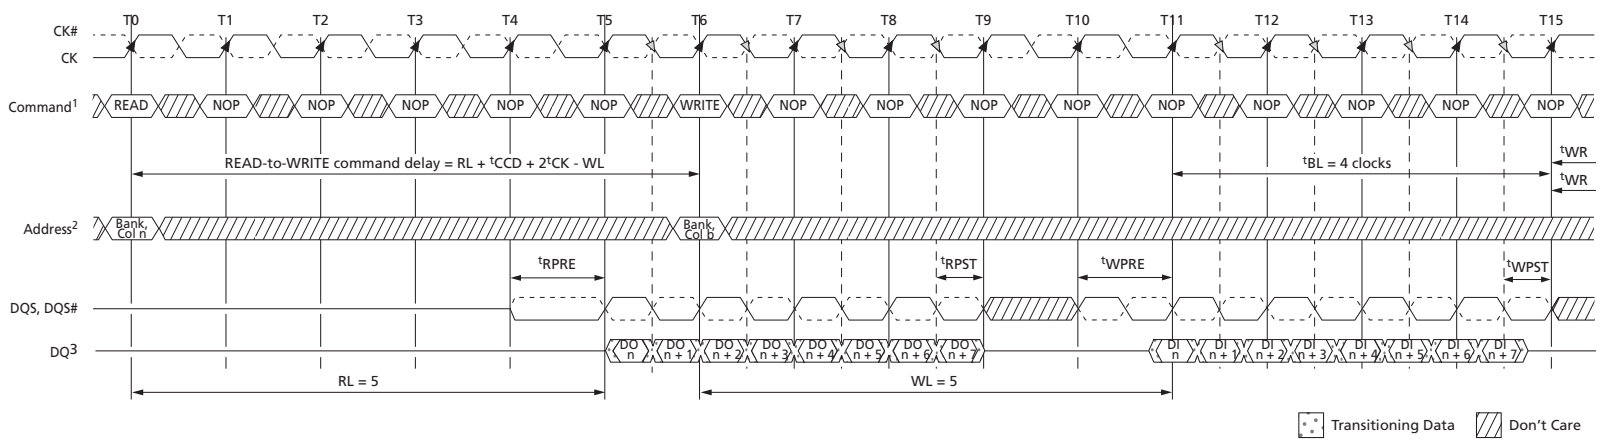 T0 T1 T2 T3 T4 T5 T6 T7 T8 T9 T10 T11 T12 T13 T14 T15
CK#
CK
Command1 READ NOP NOP NOP NOP NOP WRITE NOP NOP NOP NOP NOP NOP NOP NOP NOP
READ-to-WRITE command delay = RL + tCCD + 2tCK - WL
tBL = 4 clocks
tWR
tWR
Address2
Bank,
Col n
Bank,
Col b
tRPRE tRPST tWPRE tWPST
DQS, DQS#
DQ3
DO
n
DO
n + 1
DO
n + 2
DO
n + 3
DO
n + 4
DO
n + 5
DO
n + 6
DO
n + 7
DI
n
DI
n + 1
DI
n + 2
DI
n + 3
DI
n + 4
DI
n + 5
DI
n + 6
DI
n + 7
RL = 5 WL = 5
Transitioning Data Don't Care